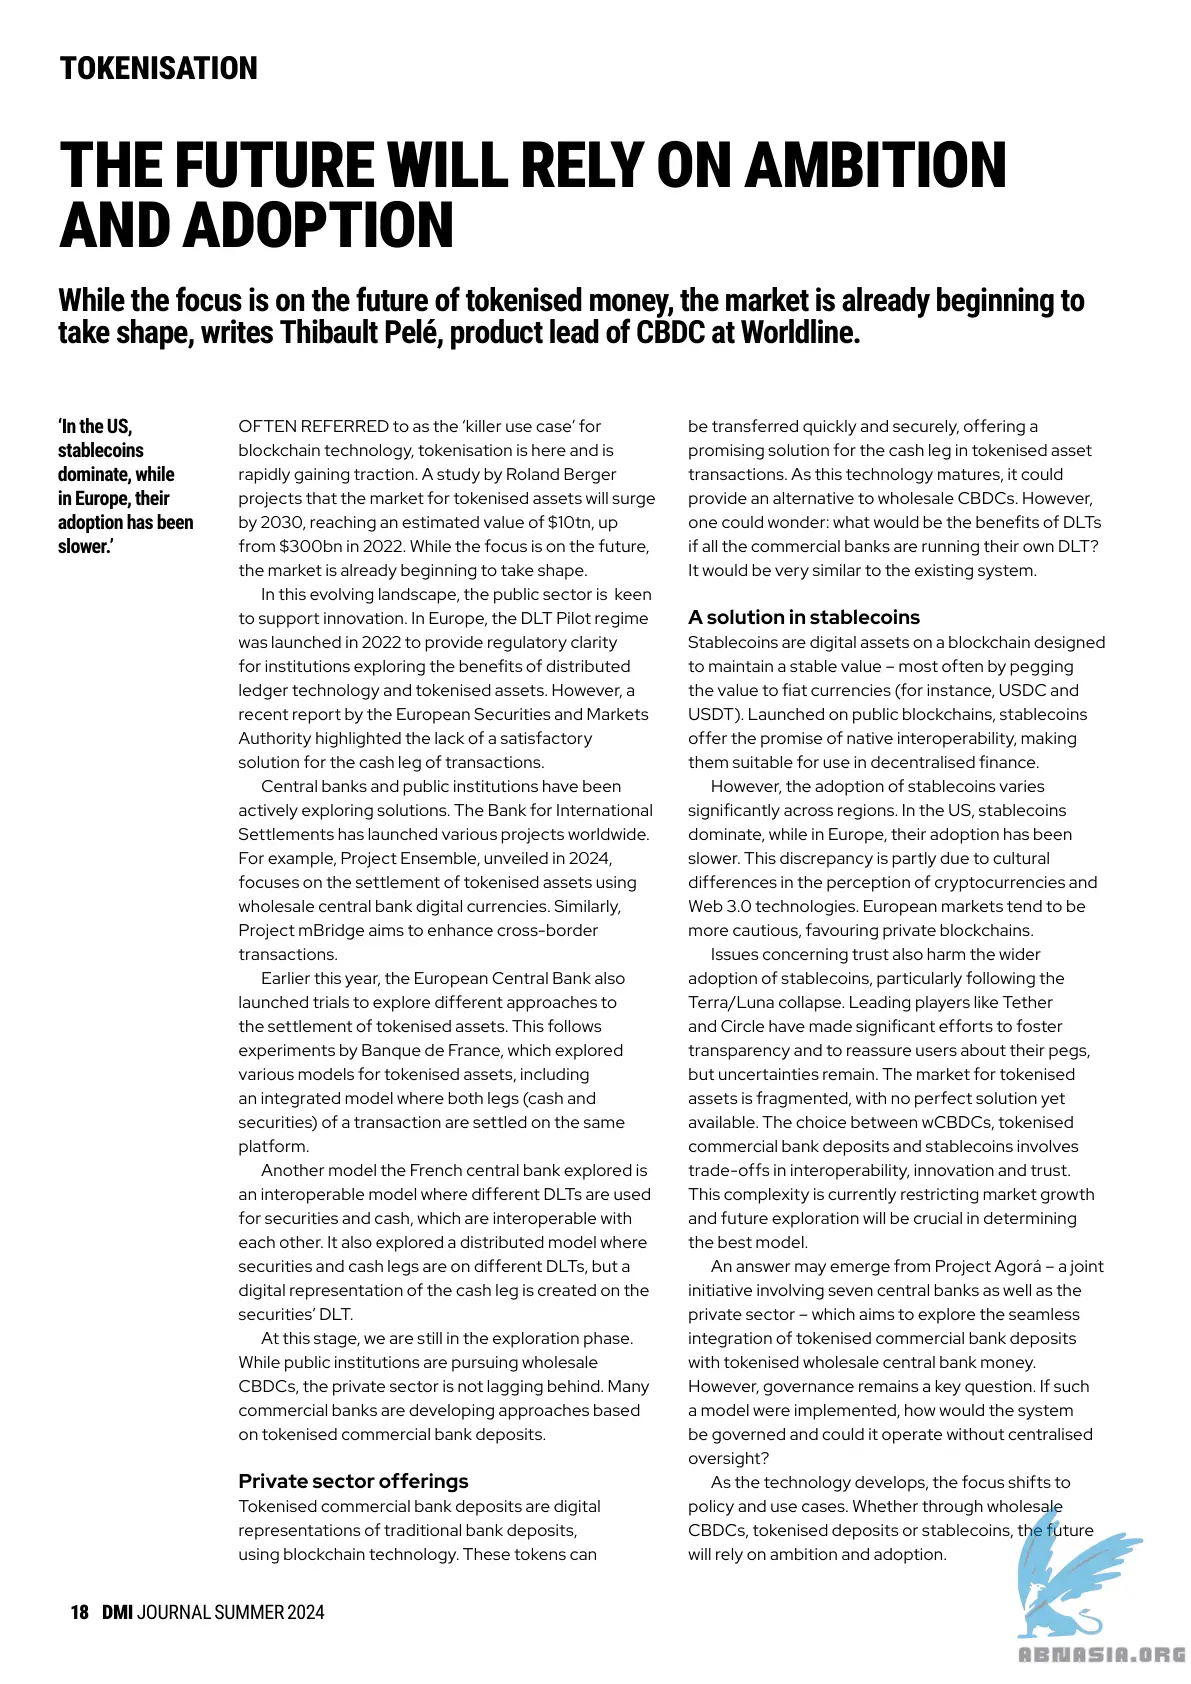 TOKENISATION
THE FUTURE WILL RELY ON AMBITION
AND ADOPTION
While the focus is on the future of tokenised money, the market is already beginning to
take shape, writes Thibault Pelé, product lead of CBDC at Worldline.
‘In the US,
stablecoins
dominate, while
in Europe, their
adoption has been
slower.’
OFTEN REFERRED to as the ‘killer use case’ for
blockchain technology, tokenisation is here and is
rapidly gaining traction. A study by Roland Berger
projects that the market for tokenised assets will surge
by 2030, reaching an estimated value of $10tn, up
from $300bn in 2022. While the focus is on the future,
the market is already beginning to take shape.
In this evolving landscape, the public sector is  keen
to support innovation. In Europe, the DLT Pilot regime
was launched in 2022 to provide regulatory clarity
for institutions exploring the benefits of distributed
ledger technology and tokenised assets. However, a
recent report by the European Securities and Markets
Authority highlighted the lack of a satisfactory
solution for the cash leg of transactions.
Central banks and public institutions have been
actively exploring solutions. The Bank for International
Settlements has launched various projects worldwide.
For example, Project Ensemble, unveiled in 2024,
focuses on the settlement of tokenised assets using
wholesale central bank digital currencies. Similarly,
Project mBridge aims to enhance cross-border
transactions.
Earlier this year, the European Central Bank also
launched trials to explore different approaches to
the settlement of tokenised assets. This follows
experiments by Banque de France, which explored
various models for tokenised assets, including
an integrated model where both legs (cash and
securities) of a transaction are settled on the same
platform.
Another model the French central bank explored is
an interoperable model where different DLTs are used
for securities and cash, which are interoperable with
each other. It also explored a distributed model where
securities and cash legs are on different DLTs, but a
digital representation of the cash leg is created on the
securities’ DLT.
At this stage, we are still in the exploration phase.
While public institutions are pursuing wholesale
CBDCs, the private sector is not lagging behind. Many
commercial banks are developing approaches based
on tokenised commercial bank deposits.
Private sector offerings
Tokenised commercial bank deposits are digital
representations of traditional bank deposits,
using blockchain technology. These tokens can
be transferred quickly and securely, offering a
promising solution for the cash leg in tokenised asset
transactions. As this technology matures, it could
provide an alternative to wholesale CBDCs. However,
one could wonder: what would be the benefits of DLTs
if all the commercial banks are running their own DLT?
It would be very similar to the existing system.
A solution in stablecoins
Stablecoins are digital assets on a blockchain designed
to maintain a stable value – most often by pegging
the value to fiat currencies (for instance, USDC and
USDT). Launched on public blockchains, stablecoins
offer the promise of native interoperability, making
them suitable for use in decentralised finance.
However, the adoption of stablecoins varies
significantly across regions. In the US, stablecoins
dominate, while in Europe, their adoption has been
slower. This discrepancy is partly due to cultural
differences in the perception of cryptocurrencies and
Web 3.0 technologies. European markets tend to be
more cautious, favouring private blockchains.
Issues concerning trust also harm the wider
adoption of stablecoins, particularly following the
Terra/Luna collapse. Leading players like Tether
and Circle have made significant efforts to foster
transparency and to reassure users about their pegs,
but uncertainties remain. The market for tokenised
assets is fragmented, with no perfect solution yet
available. The choice between wCBDCs, tokenised
commercial bank deposits and stablecoins involves
trade-offs in interoperability, innovation and trust.
This complexity is currently restricting market growth
and future exploration will be crucial in determining
the best model.
An answer may emerge from Project Agorá – a joint
initiative involving seven central banks as well as the
private sector – which aims to explore the seamless
integration of tokenised commercial bank deposits
with tokenised wholesale central bank money.
However, governance remains a key question. If such
a model were implemented, how would the system
be governed and could it operate without centralised
oversight?
As the technology develops, the focus shifts to
policy and use cases. Whether through wholesale
CBDCs, tokenised deposits or stablecoins, the future
will rely on ambition and adoption.
18 DMI JOURNAL SUMMER 2024
ABNASIA.ORG